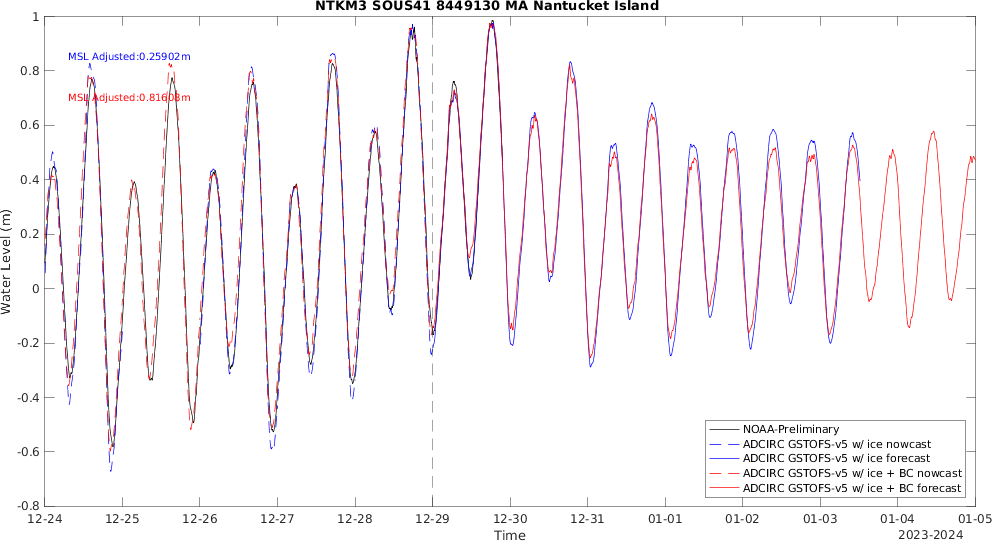 NTKM3 SOUS41 8449130 MA Nantucket Island
1
0.8
0.6
0.4
0.2
0
-0.2
-0.4
-0.6
-0.8
Water Level (m)
MSL Adjusted:0.25902m
MSL Adjusted:0.81603m
NOAA-Preliminary
ADCIRC GSTOFS-v5 w/ ice nowcast
ADCIRC GSTOFS-v5 w/ ice forecast
ADCIRC GSTOFS-v5 w/ ice + BC nowcast
ADCIRC GSTOFS-v5 w/ ice + BC forecast
12-24 12-25 12-26 12-27 12-28 12-29 12-30 12-31 01-01 01-02 01-03 01-04 01-05
Time
2023-2024